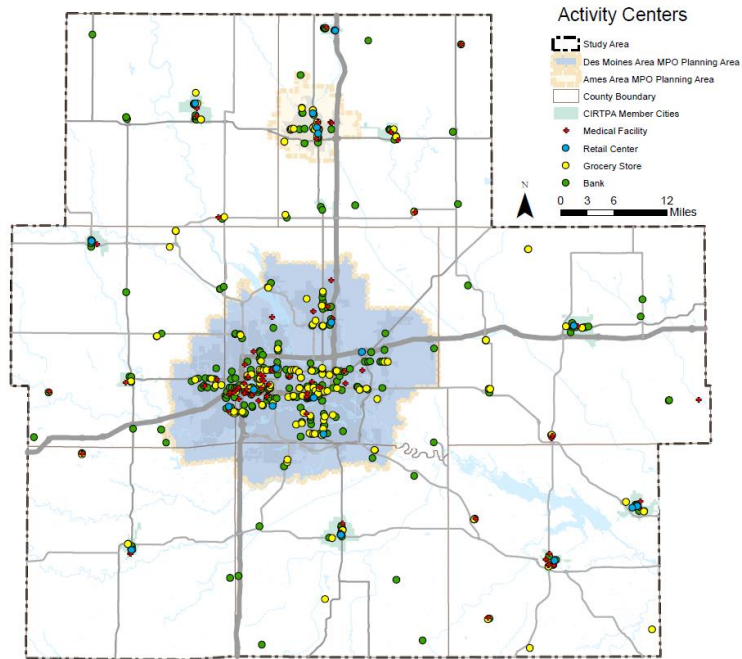 Activity Centers
Study Area
Des Moines Area MPO Planning Area
Ames Area MPO Planning Area
County Boundary
CIRTPA Member Cities
Medical Facility
Retail Center
Grocery Store
Bank
N
0 3 6 12
Miles